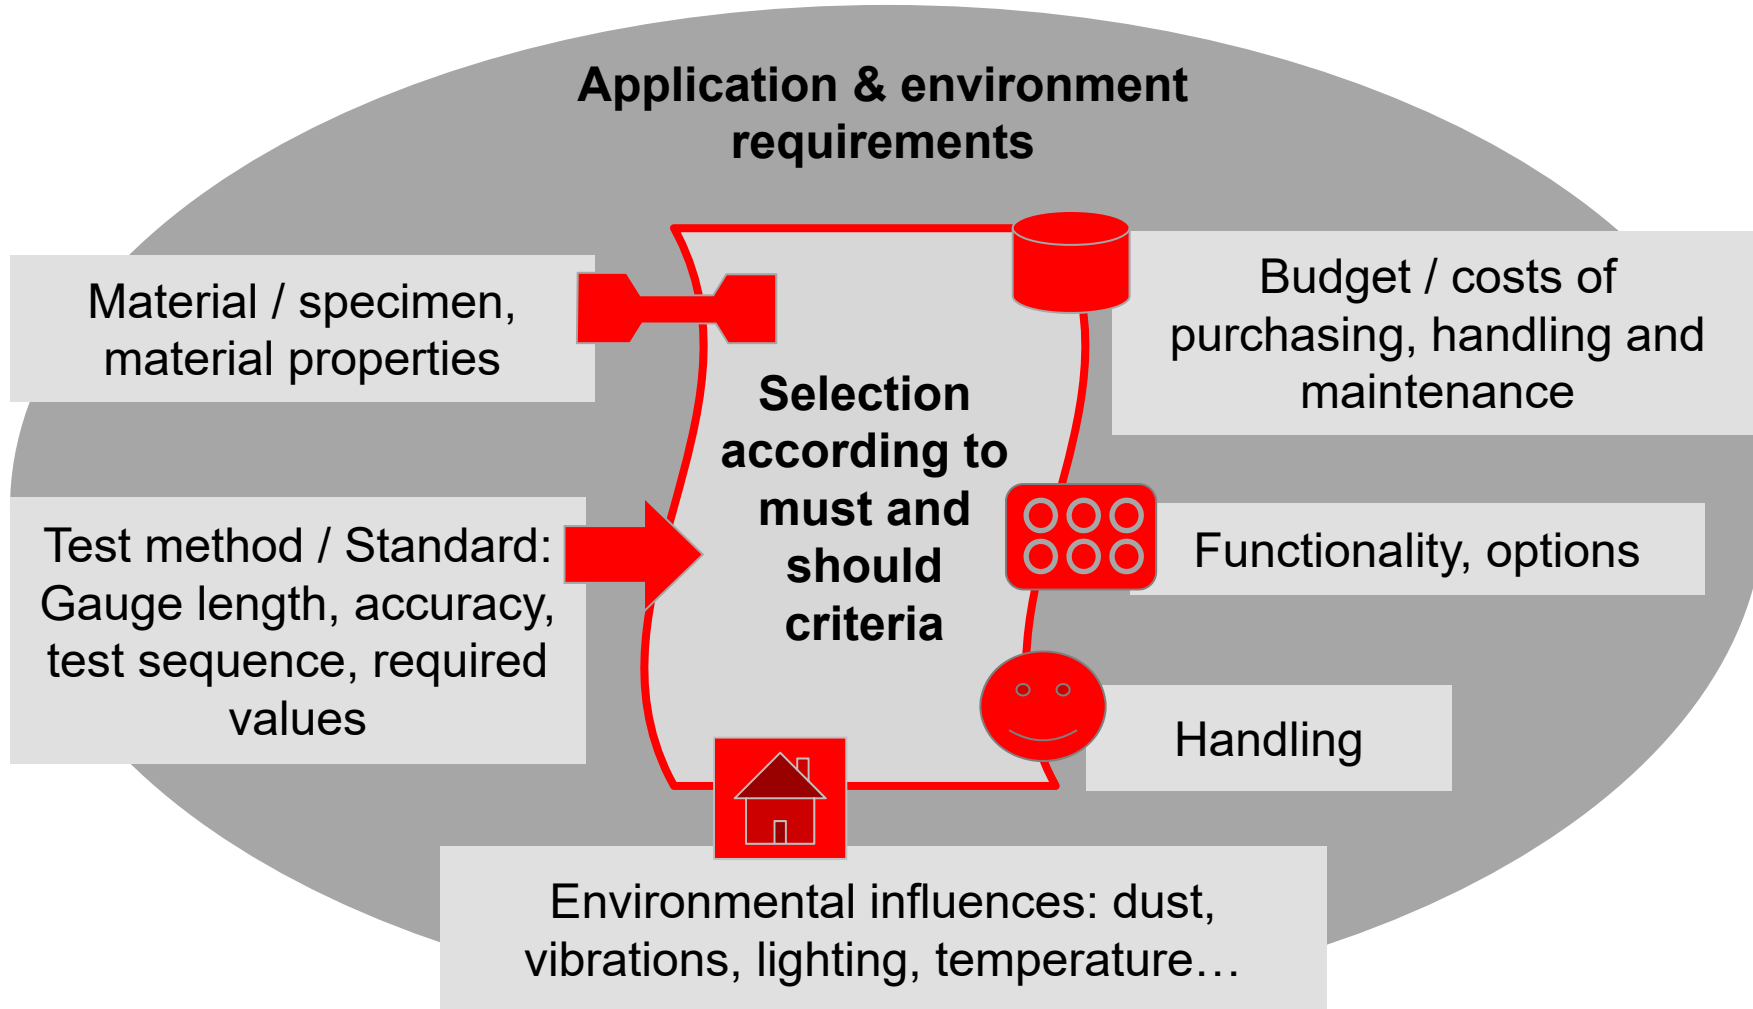 Application & environment
requirements
Material / specimen,
material properties
Budget / costs of
purchasing, handling and
maintenance
Selection
according to
must and
should
criteria
Test method / Standard:
Gauge length, accuracy,
test sequence, required
values
Functionality, options
Handling
Environmental influences: dust,
vibrations, lighting, temperature…